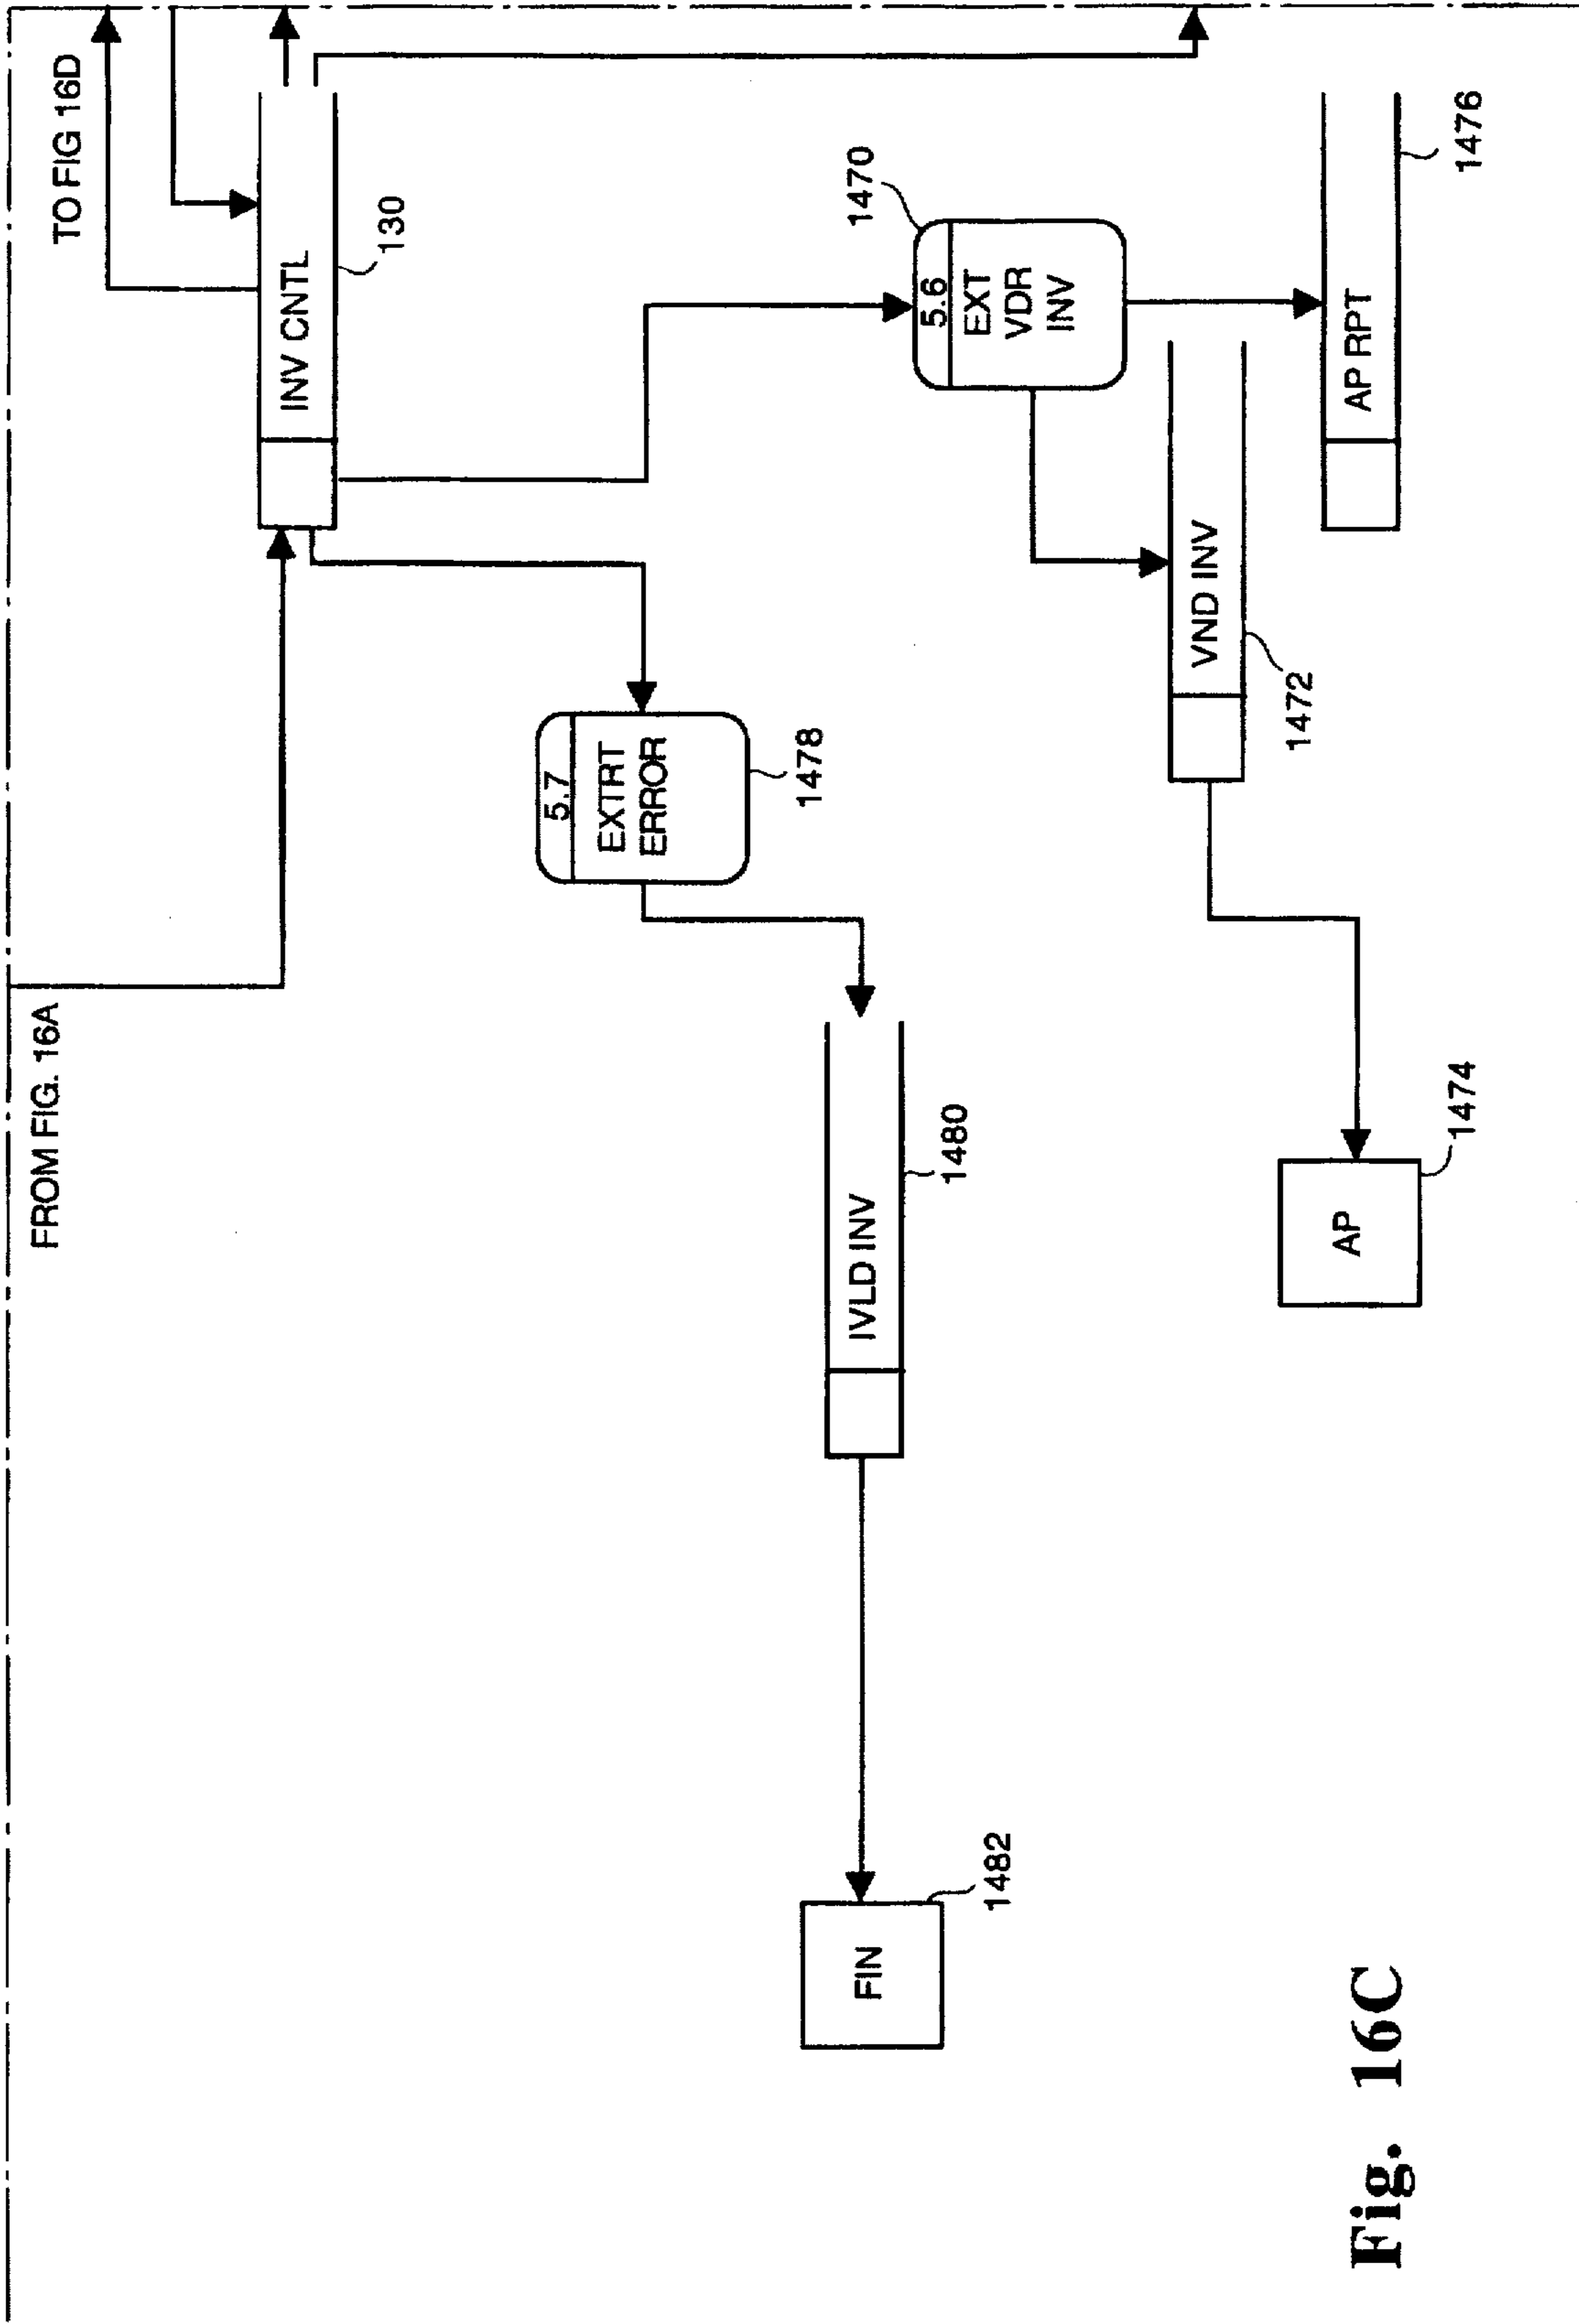 FROM FIG. 16A
TO FIG 16D
INV CNTL
130
5.7
EXTRT
ERROR
1478
5.6
EXT
VDR
INV
1470
IVLD INV
1480
FIN
1482
VND INV
1472
AP RPT
1476
AP
1474
Fig. 16C